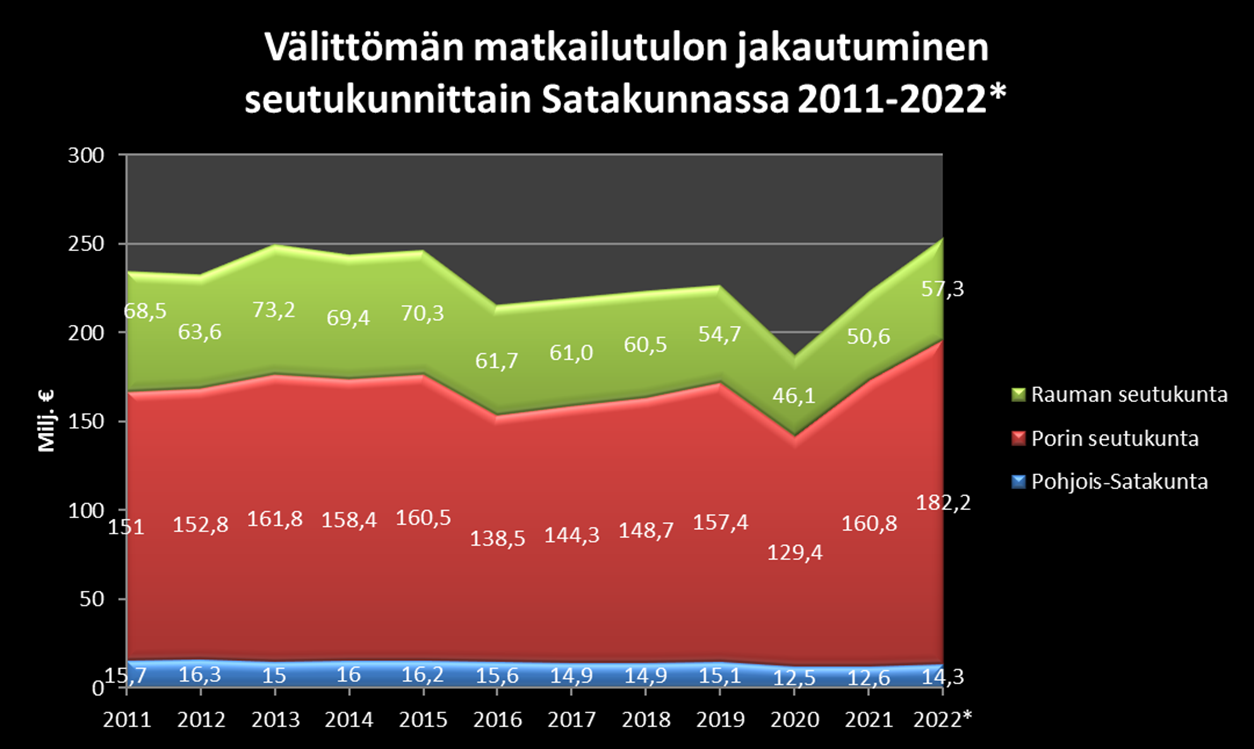 Välittömän matkailutulon jakautuminen
seutukunnittain Satakunnassa 2011-2022*
300
250
200
150
100
50
0
Milj. €
68,5 63,6 73,2 69,4 70,3 61,7 61,0 60,5 54,7 46,1 50,6 57,3
151 152,8 161,8 158,4 160,5 138,5 144,3 148,7 157,4 129,4 160,8 182,2
15,7 16,3 15 16 16,2 15,6 14,9 14,9 15,1 12,5 12,6 14,3
2011 2012 2013 2014 2015 2016 2017 2018 2019 2020 2021 2022*
Rauman seutukunta
Porin seutukunta
Pohjois-Satakunta